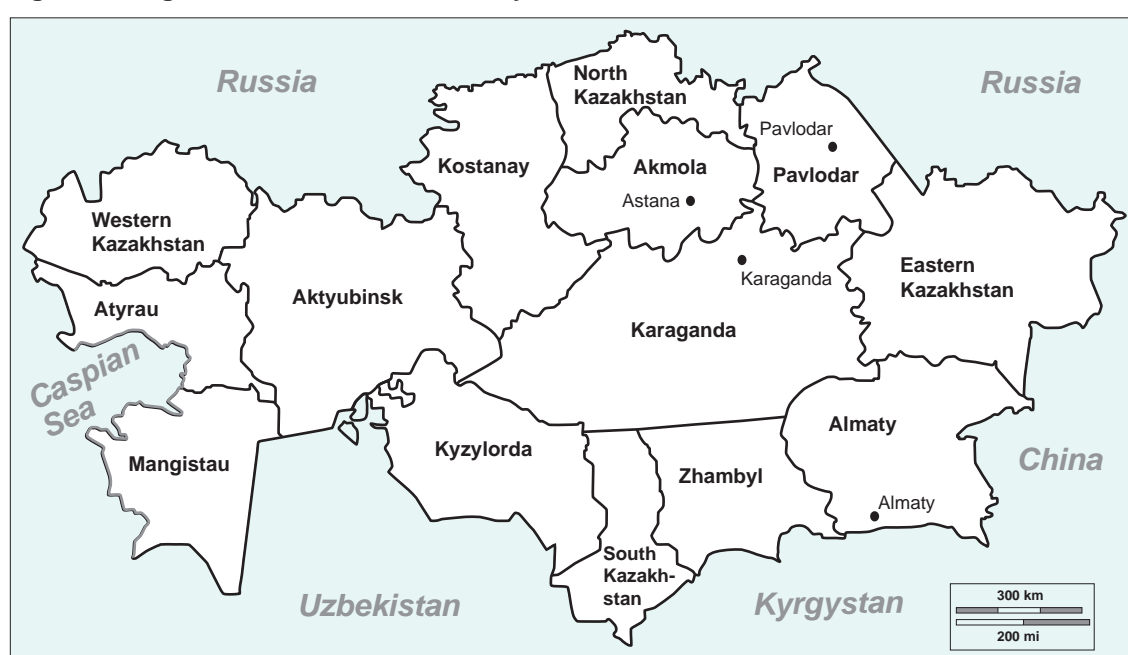 Russia
Russia
North
Kazakhstan
Pavlodar
Kostanay
Akmola
Pavlodar
Astana
Western
Kazakhstan
Karaganda
Eastern
Kazakhstan
Atyrau
Aktyubinsk
Karaganda
Caspian
Sea
Mangistau
Kyzylorda
Zhambyl
Almaty
China
Almaty
South
Kazakh-
stan
Uzbekistan
Kyrgystan
300 km
200 mi